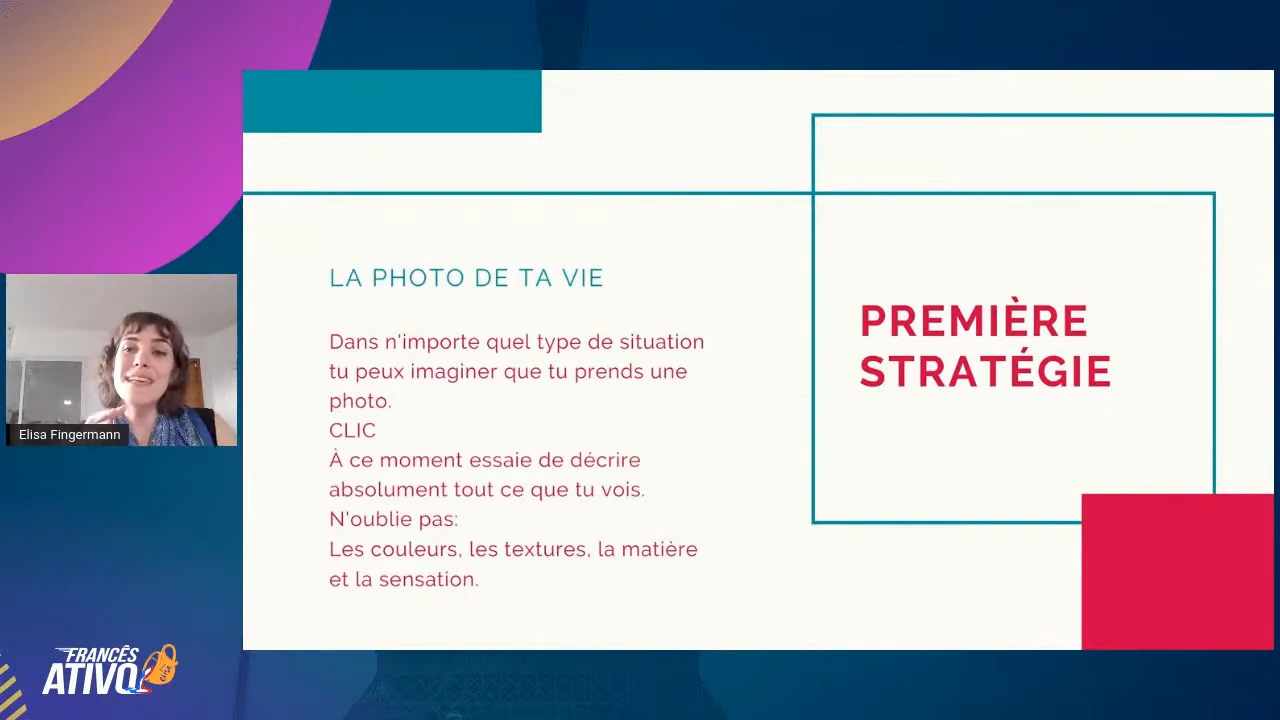 LA PHOTO DE TA VIE
Dans n'importe quel type de situation
tu peux imaginer que tu prends une
photo.
CLIC
À ce moment essaie de décrire
absolument tout ce que tu vois.
N'oublie pas:
Les couleurs, les textures, la matière
et la sensation.
PREMIÈRE
STRATÉGIE
Elisa Fingermann
FRANCÊS
ATIVO